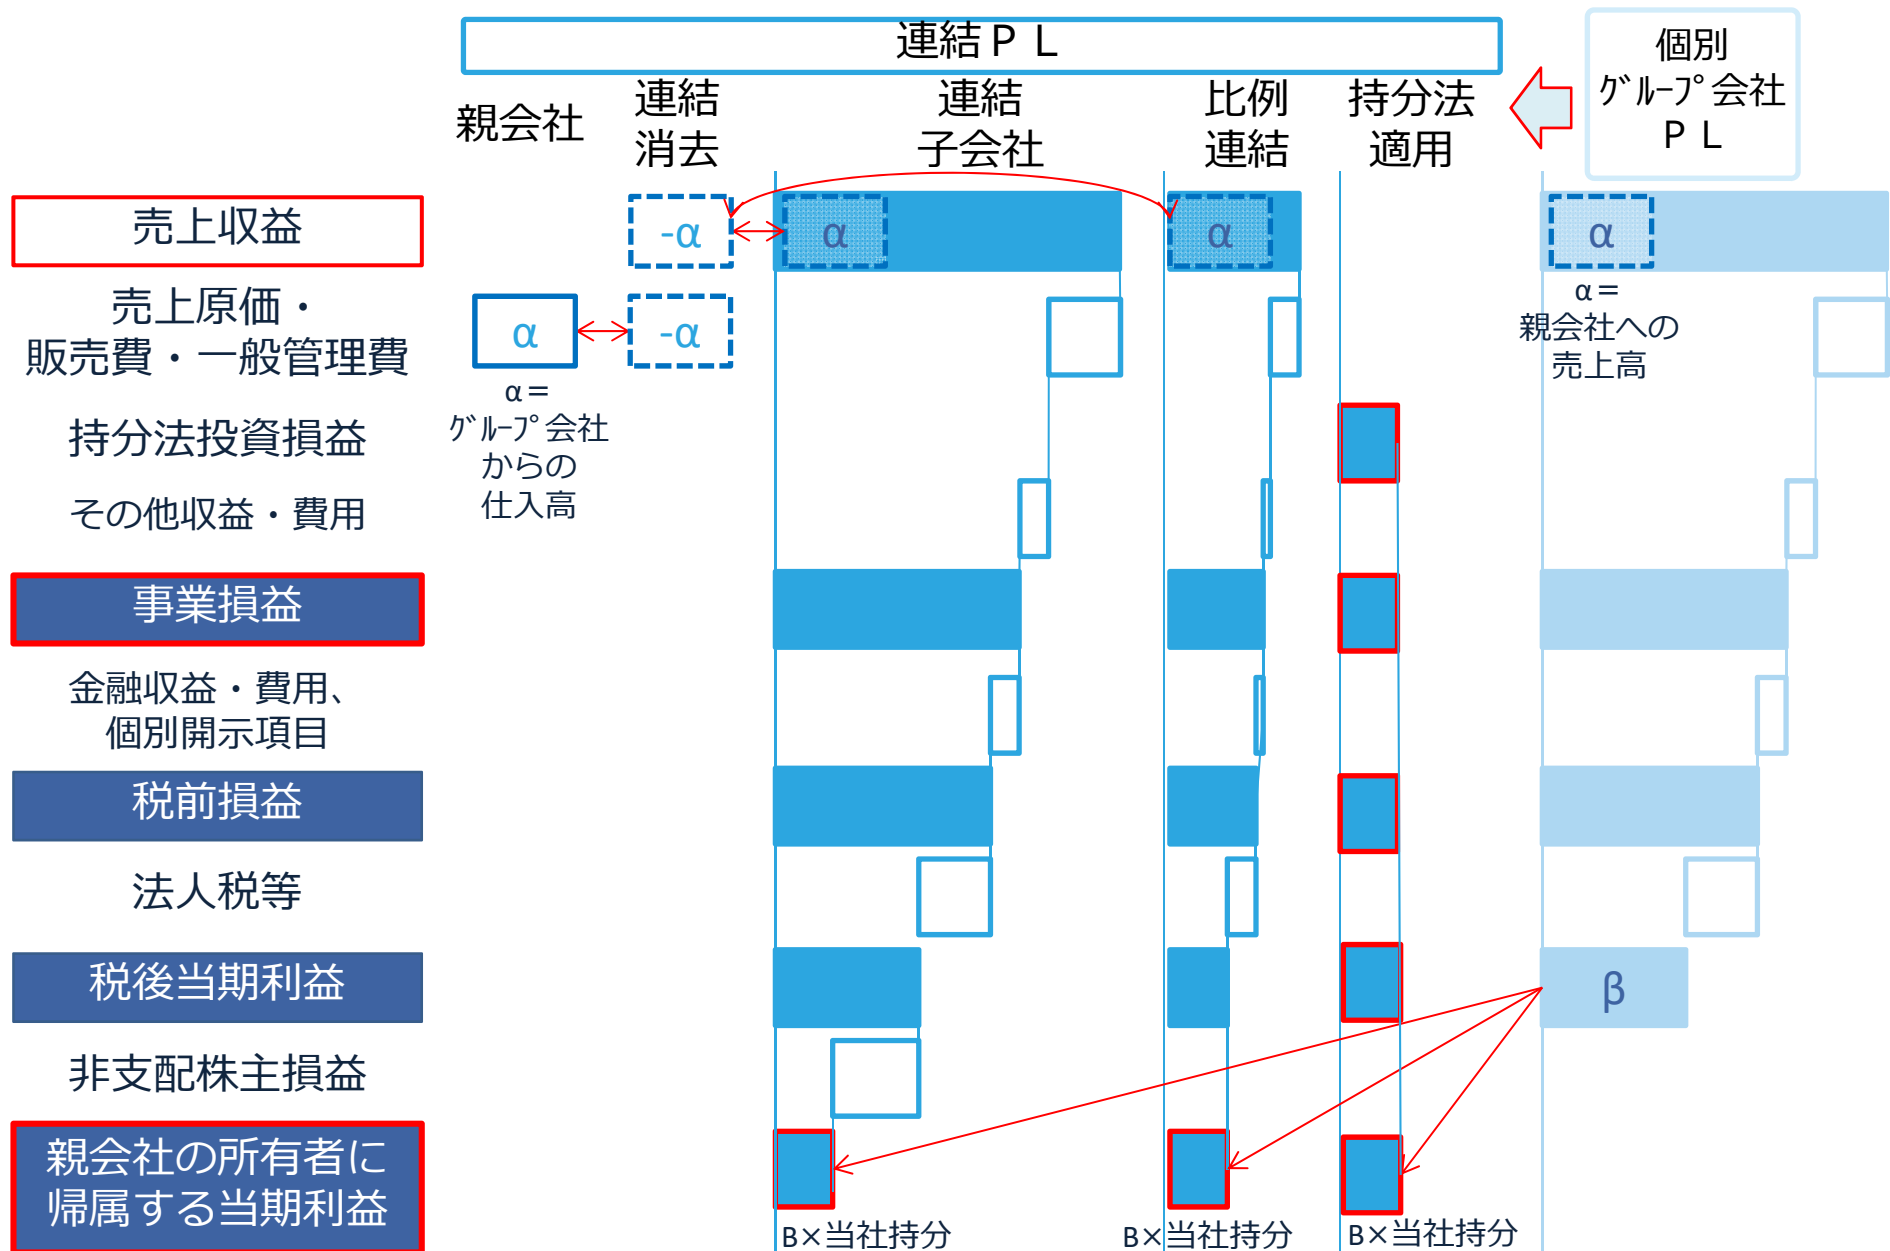 連結ＰＬ
個別
ｸﾞﾙｰﾌﾟ会社
ＰＬ
親会社
連結
消去
連結
子会社
比例
連結
持分法
適用
売上収益
-α
α
α
α
売上原価・
販売費・一般管理費
α
-α
α＝
ｸﾞﾙｰﾌﾟ会社
からの
仕入高
α＝
親会社への
売上高
持分法投資損益
その他収益・費用
事業損益
金融収益・費用、
個別開示項目
税前損益
法人税等
税後当期利益
β
非支配株主損益
親会社の所有者に
帰属する当期利益
B×当社持分
B×当社持分
B×当社持分